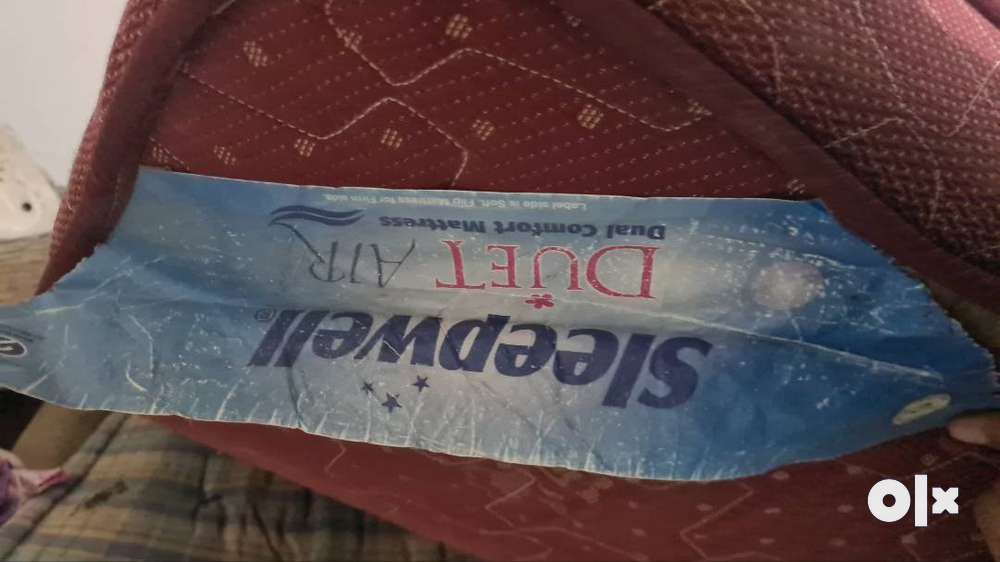 Sleepwell®
DUET AIR
Dual Comfort Mattress
Label side is Soft. Flip Mattress for Firm side
olx